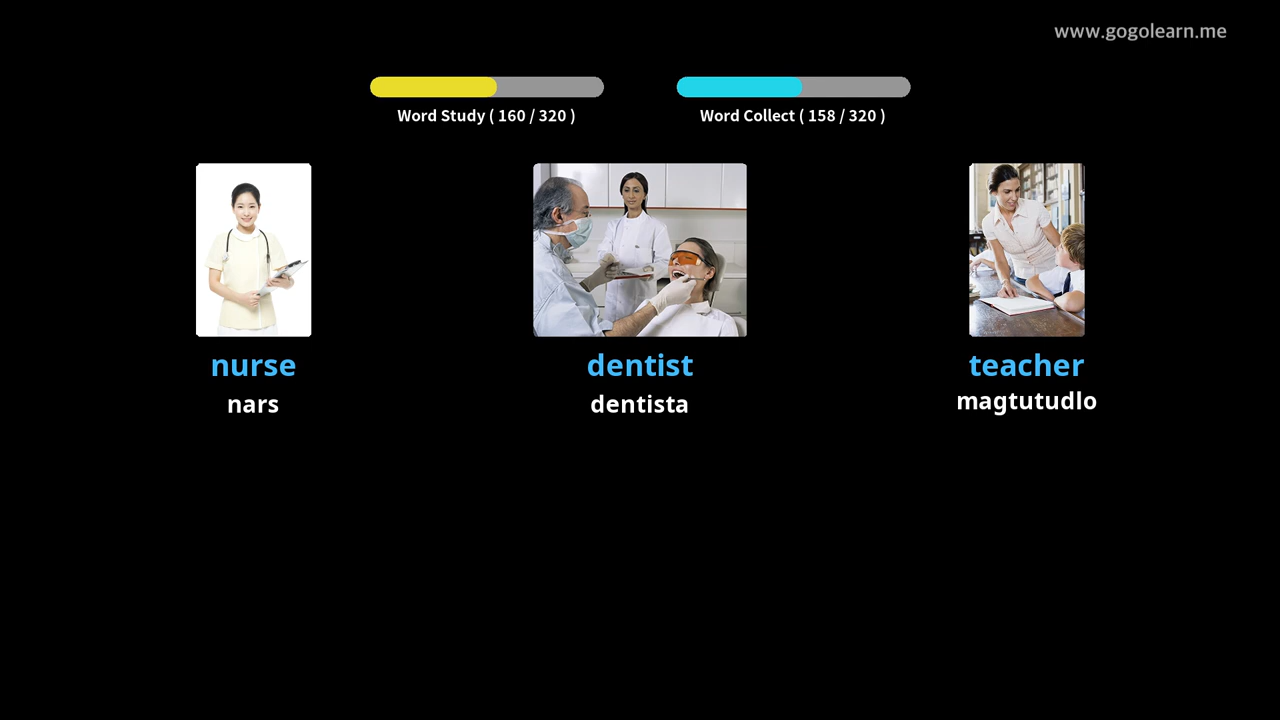 www.gogolearn.me
Word Study ( 160 / 320 )
Word Collect ( 158 / 320 )
nurse
nars
dentist
dentista
teacher
magtutudlo